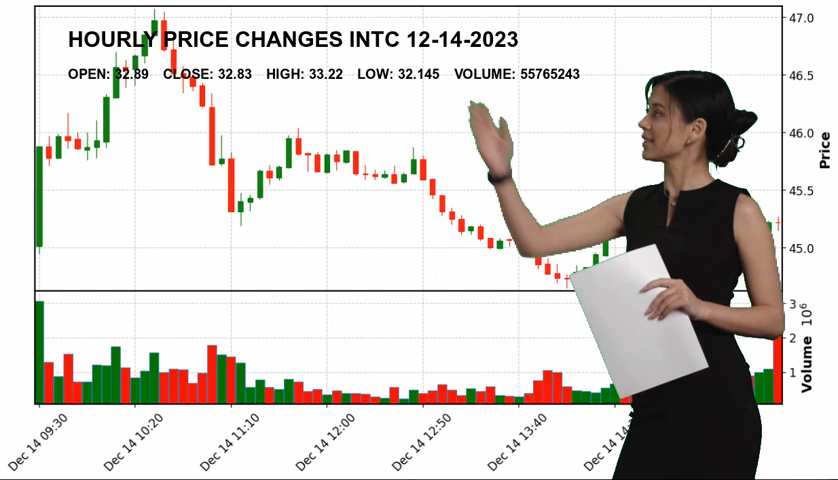 HOURLY PRICE CHANGES INTC 12-14-2023
OPEN: 32.89 CLOSE: 32.83 HIGH: 33.22 LOW: 32.145 VOLUME: 55765243
47.0
46.5
46.0
45.5
45.0
Price
3
2
1
Volume 10⁶
Dec 14 09:30
Dec 14 10:20
Dec 14 11:10
Dec 14 12:00
Dec 14 12:50
Dec 14 13:40
Dec 14